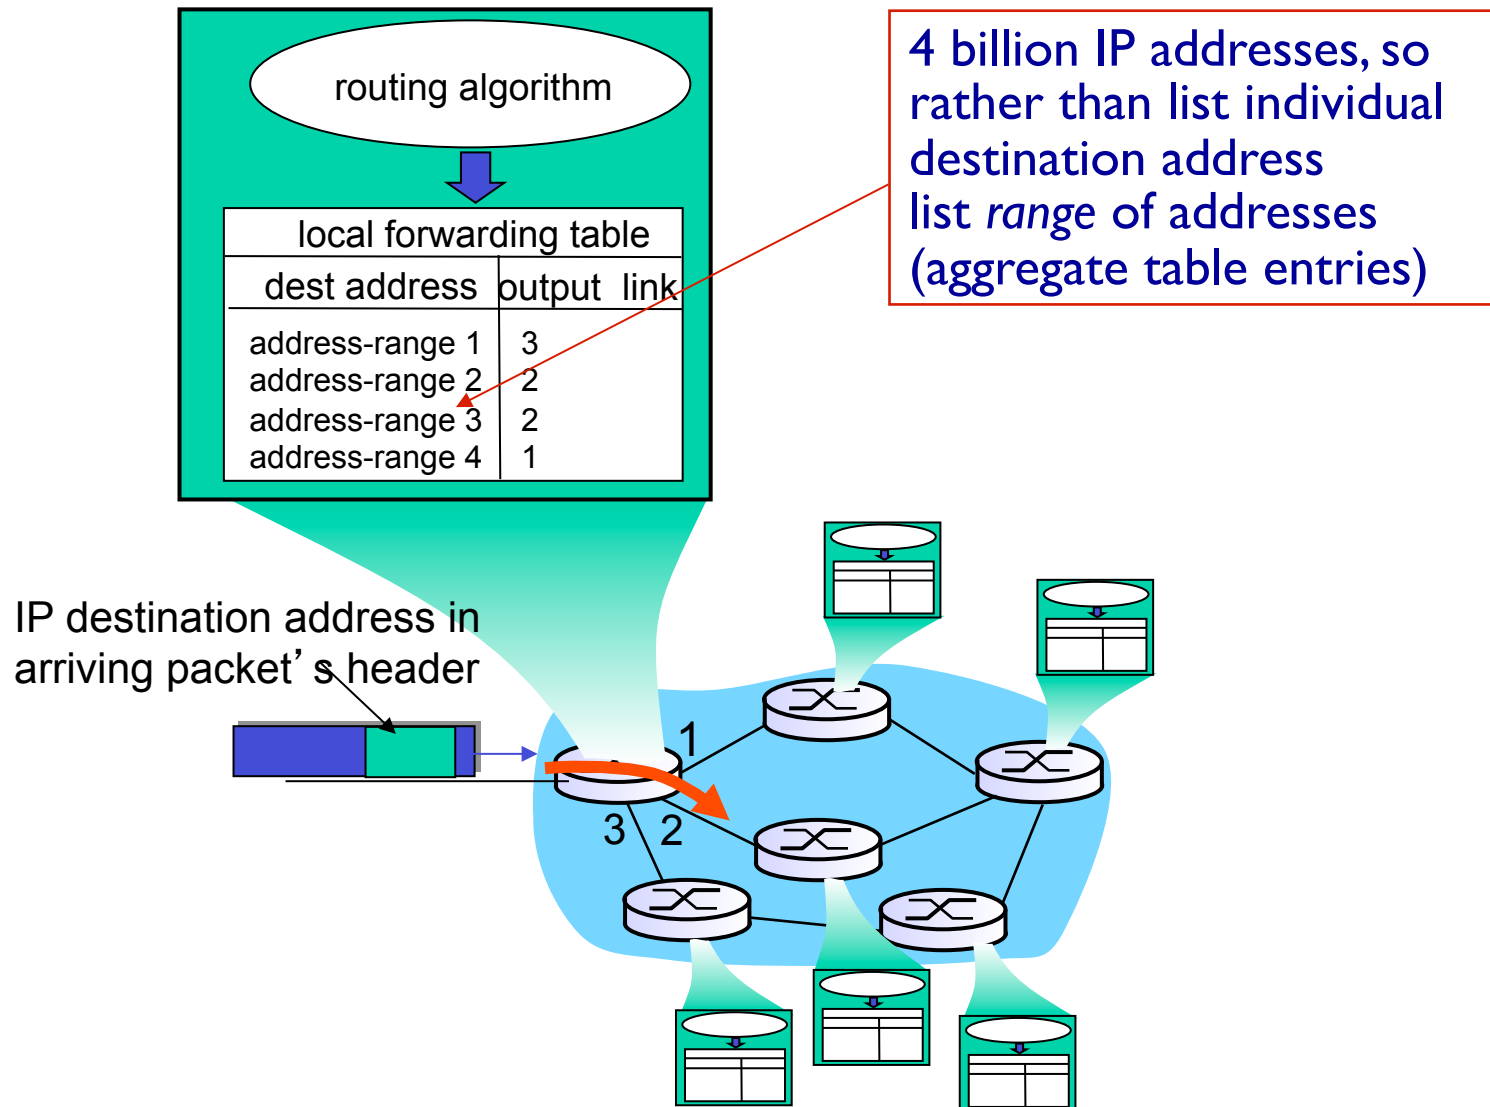 routing algorithm
local forwarding table
dest address output link
address-range 1 3
address-range 2 2
address-range 3 2
address-range 4 1
4 billion IP addresses, so
rather than list individual
destination address
list range of addresses
(aggregate table entries)
IP destination address in
arriving packet’s header
1
3 2